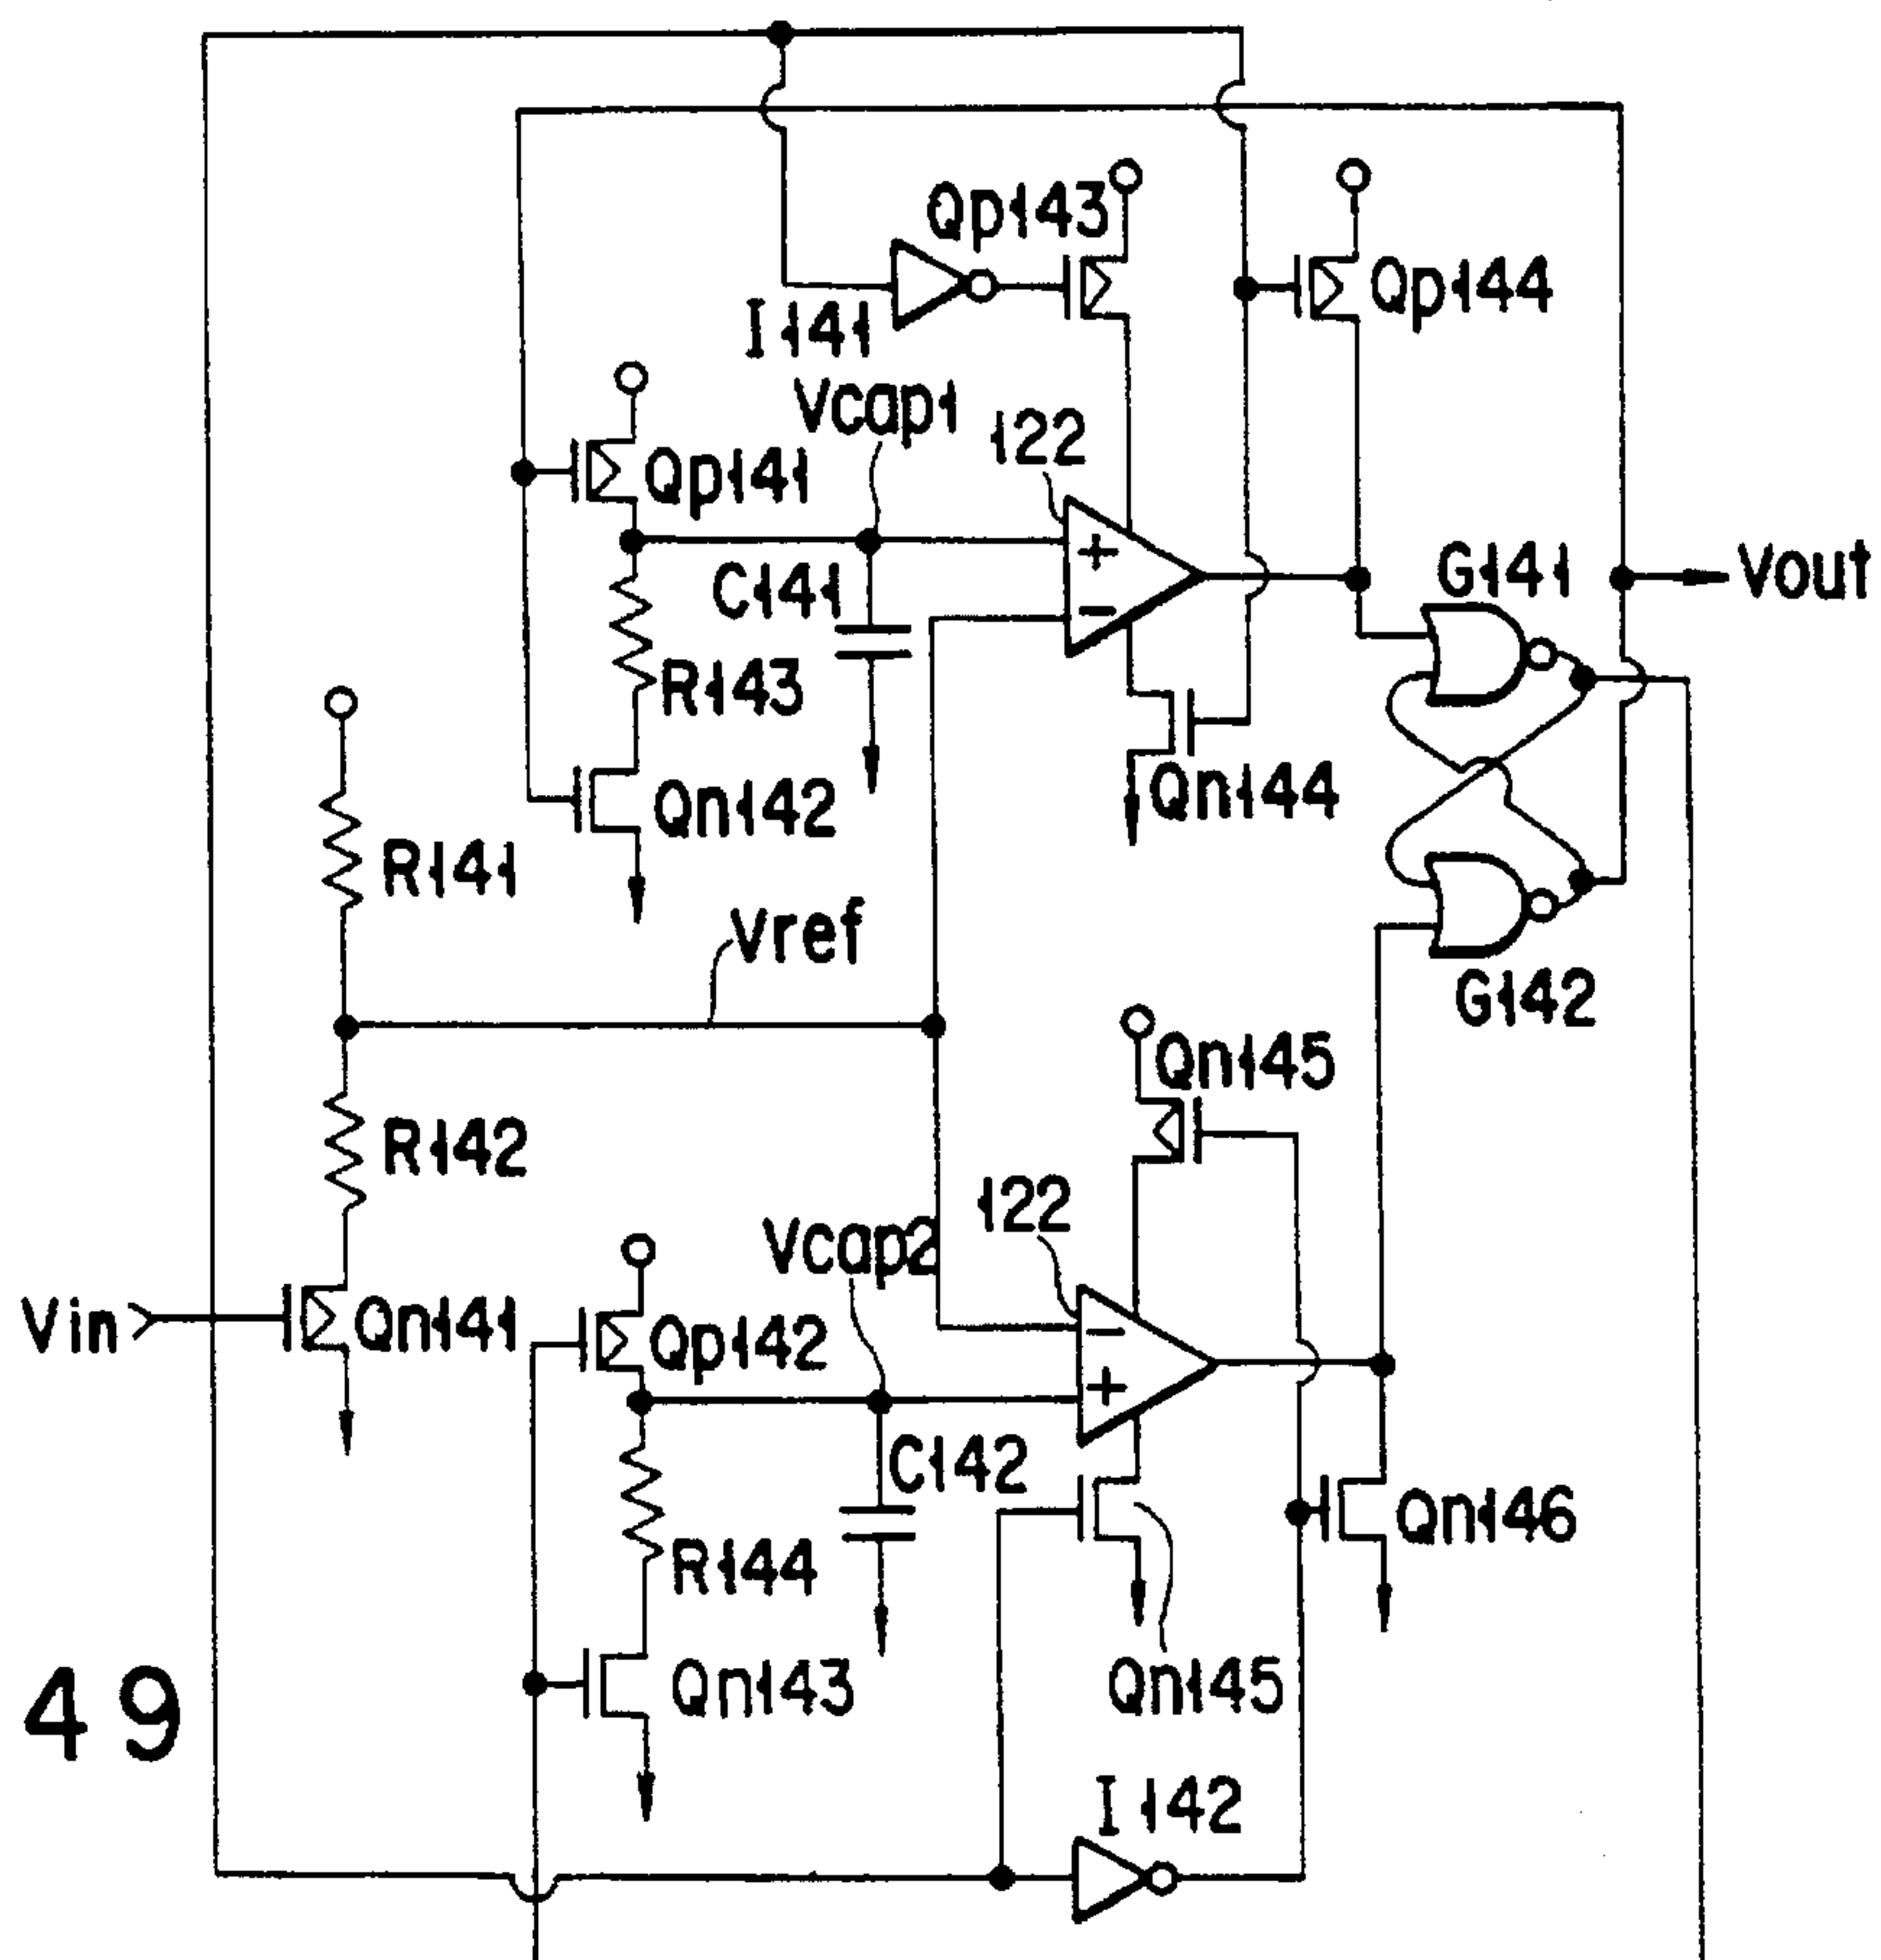 Qp143
Qp144
I141
Vcap1
122
Qp141
+
C141
−
G141
Vout
R143
Qn144
Qn142
R141
Vref
G142
Qn145
R142
122
Vcap2
Vin
Qn141
Qp142
−
+
C142
Qn146
R144
Qn143
Qn145
49
I142